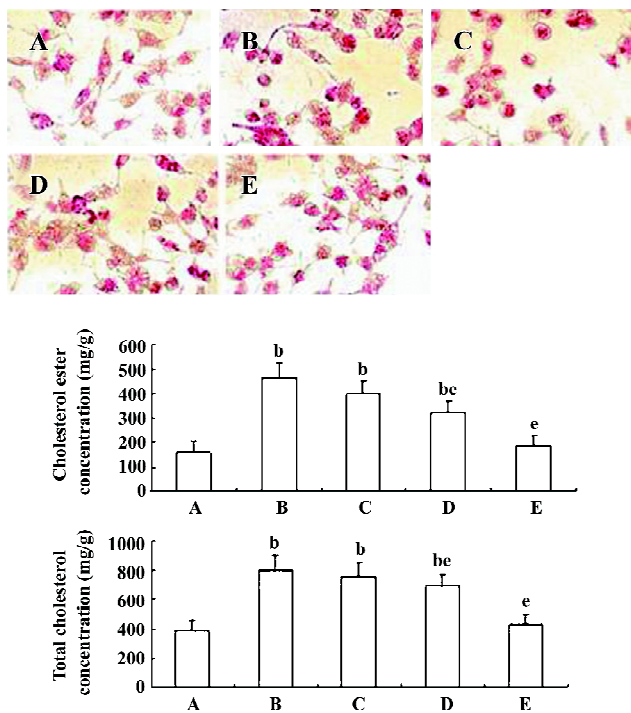 A B C
D E
Cholesterol ester concentration (mg/g)
600
500
400
300
200
100
0
b b bc e
A B C D E
Total cholesterol concentration (mg/g)
1000
800
600
400
200
0
b b be e
A B C D E